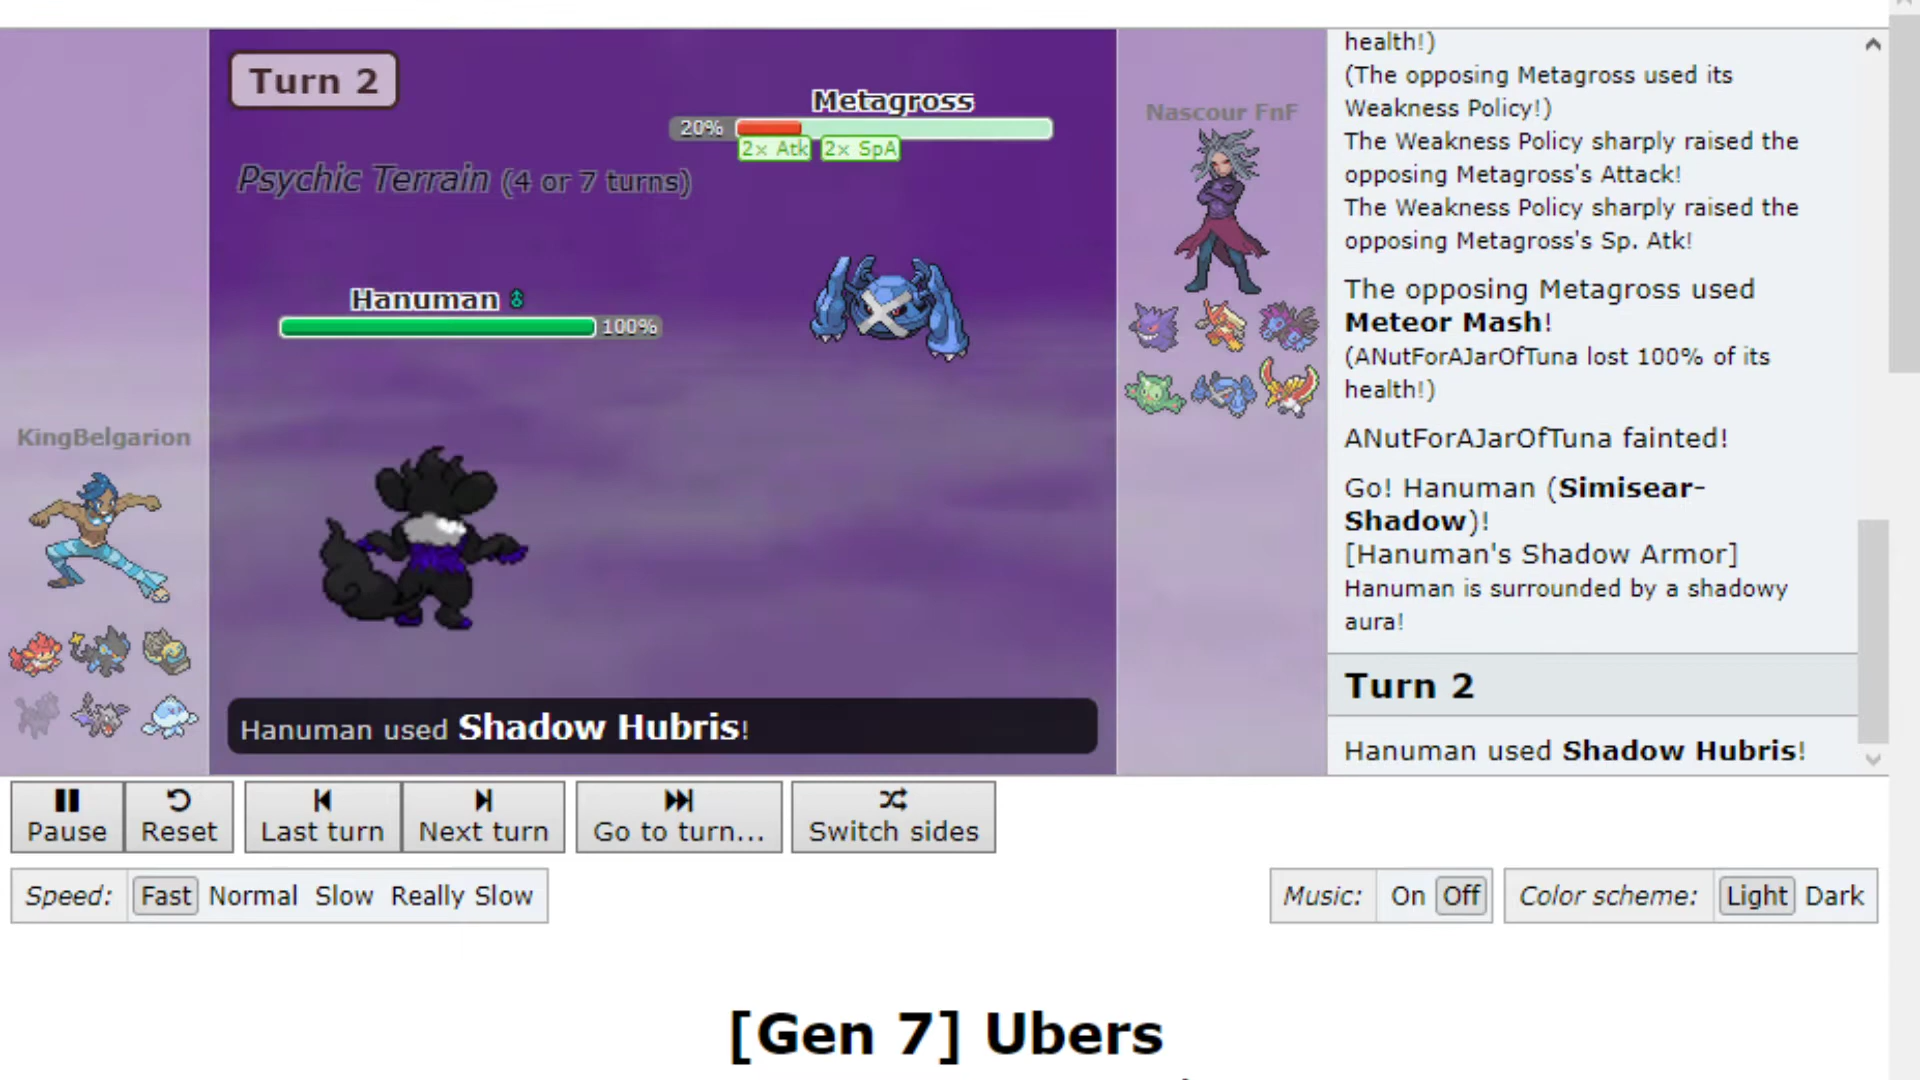 Turn 2
Metagross
20%
2× Atk 2× SpA
Psychic Terrain (4 or 7 turns)
Hanuman
100%
KingBelgarion
Hanuman used Shadow Hubris!
Nascour FnF
health!)
(The opposing Metagross used its
Weakness Policy!)
The Weakness Policy sharply raised the
opposing Metagross's Attack!
The Weakness Policy sharply raised the
opposing Metagross's Sp. Atk!
The opposing Metagross used
Meteor Mash!
(ANutForAJarOfTuna lost 100% of its
health!)
ANutForAJarOfTuna fainted!
Go! Hanuman (Simisear-
Shadow)!
[Hanuman's Shadow Armor]
Hanuman is surrounded by a shadowy
aura!
Turn 2
Hanuman used Shadow Hubris!
Pause Reset Last turn Next turn Go to turn... Switch sides
Speed: Fast Normal Slow Really Slow
Music: On Off
Color scheme: Light Dark
[Gen 7] Ubers